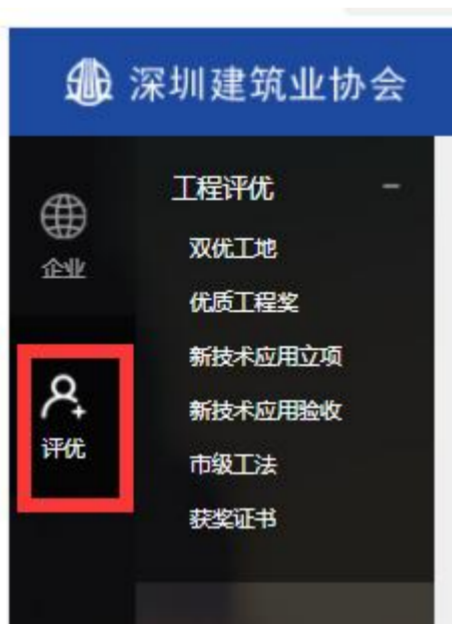 深圳建筑业协会
工程评优
企业
双优工地
优质工程奖
新技术应用立项
新技术应用验收
评优
市级工法
获奖证书